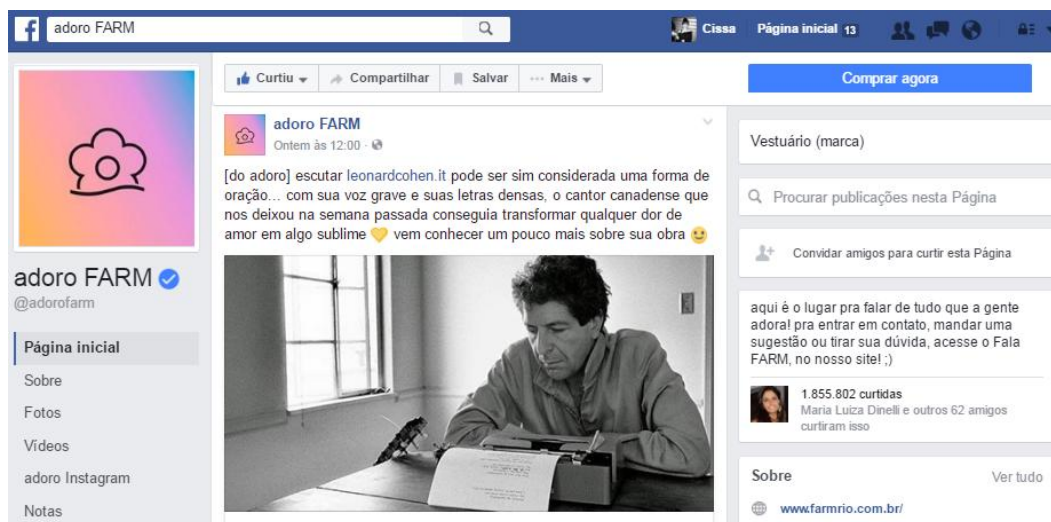 adoro FARM
Cissa
Página inicial 13
Curtiu
Compartilhar
Salvar
Mais
Comprar agora
adoro FARM
@adorofarm
Página inicial
Sobre
Fotos
Vídeos
adoro Instagram
Notas
adoro FARM
Ontem às 12:00
[do adoro] escutar leonardcohen.it pode ser sim considerada uma forma de
oração... com sua voz grave e suas letras densas, o cantor canadense que
nos deixou na semana passada conseguia transformar qualquer dor de
amor em algo sublime 💛 vem conhecer um pouco mais sobre sua obra 😉
Vestuário (marca)
Procurar publicações nesta Página
Convidar amigos para curtir esta Página
aqui é o lugar pra falar de tudo que a gente
adora! pra entrar em contato, mandar uma
sugestão ou tirar sua dúvida, acesse o Fala
FARM, no nosso site! ;)
1.855.802 curtidas
Maria Luiza Dinelli e outros 62 amigos
curtiram isso
Sobre
Ver tudo
www.farmrio.com.br/